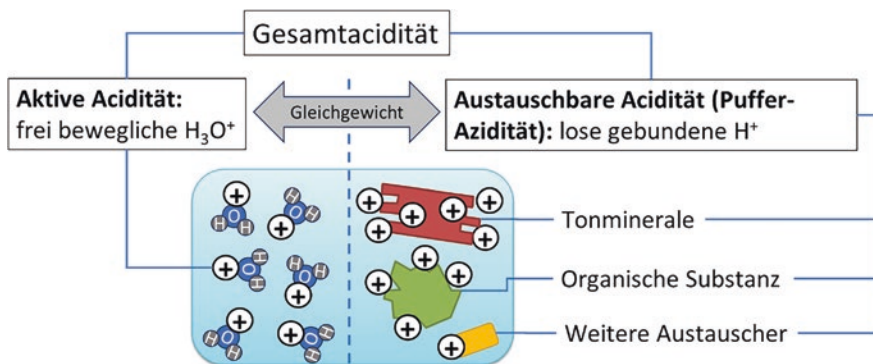 Gesamtacidität
Aktive Acidität:
frei bewegliche H₃O⁺
Gleichgewicht
Austauschbare Acidität (Puffer-
Azidität): lose gebundene H⁺
+ H H + O H O H
+ O H H H O H +
O + H H + O H H
+ + + + + + +
+ + + + +
+
Tonminerale
Organische Substanz
Weitere Austauscher